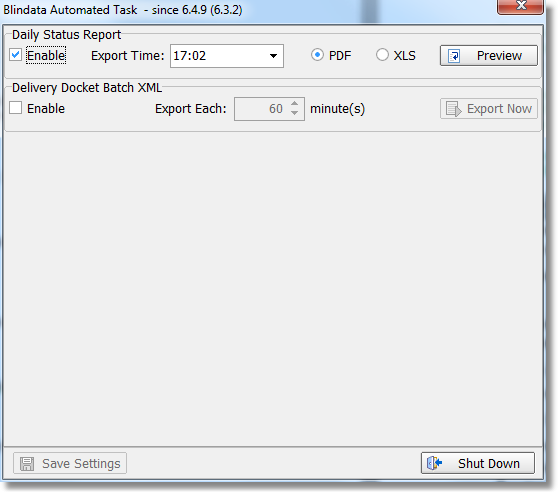 Blindata Automated Task - since 6.4.9 (6.3.2)
Daily Status Report
Enable Export Time: 17:02 PDF XLS Preview
Delivery Docket Batch XML
Enable Export Each: 60 minute(s) Export Now
Save Settings Shut Down